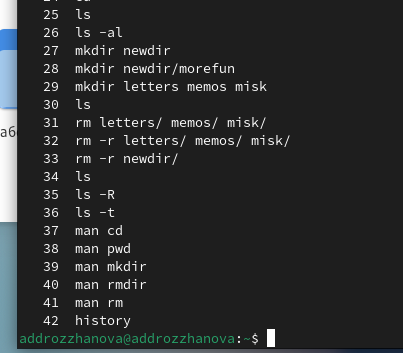 25 ls
26 ls -al
27 mkdir newdir
28 mkdir newdir/morefun
29 mkdir letters memos misk
30 ls
31 rm letters/ memos/ misk/
32 rm -r letters/ memos/ misk/
33 rm -r newdir/
34 ls
35 ls -R
36 ls -t
37 man cd
38 man pwd
39 man mkdir
40 man rmdir
41 man rm
42 history
addrozzhanova@addrozzhanova:~$